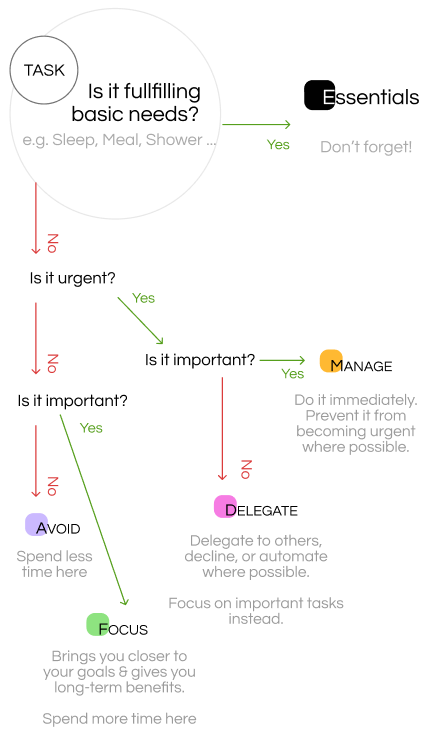 TASK
Is it fullfilling
basic needs?
e.g. Sleep, Meal, Shower ...
Yes
Essentials
Don't forget!
No
Is it urgent?
Yes
No
Is it important?
Yes
MANAGE
Do it immediately.
Prevent it from
becoming urgent
where possible.
Is it important?
Yes
No
No
AVOID
Spend less
time here
DELEGATE
Delegate to others,
decline, or automate
where possible.
Focus on important tasks
instead.
FOCUS
Brings you closer to
your goals & gives you
long-term benefits.
Spend more time here